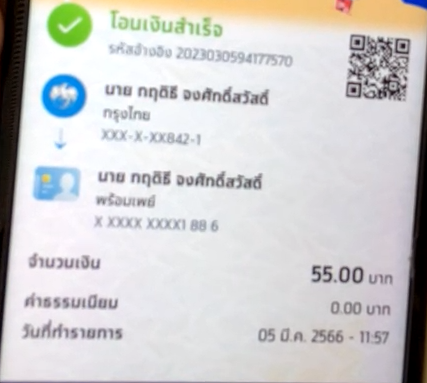 โอนเงินสำเร็จ
รหัสอ้างอิง 2023030594177570
นาย กฤติธี จงศักดิ์สวัสดิ์
กรุงไทย
XXX-X-XX842-1
นาย กฤติธี จงศักดิ์สวัสดิ์
พร้อมเพย์
X XXXX XXXX1 88 6
จำนวนเงิน 55.00 บาท
ค่าธรรมเนียม 0.00 บาท
วันที่ทำรายการ 05 มี.ค. 2566 - 11:57